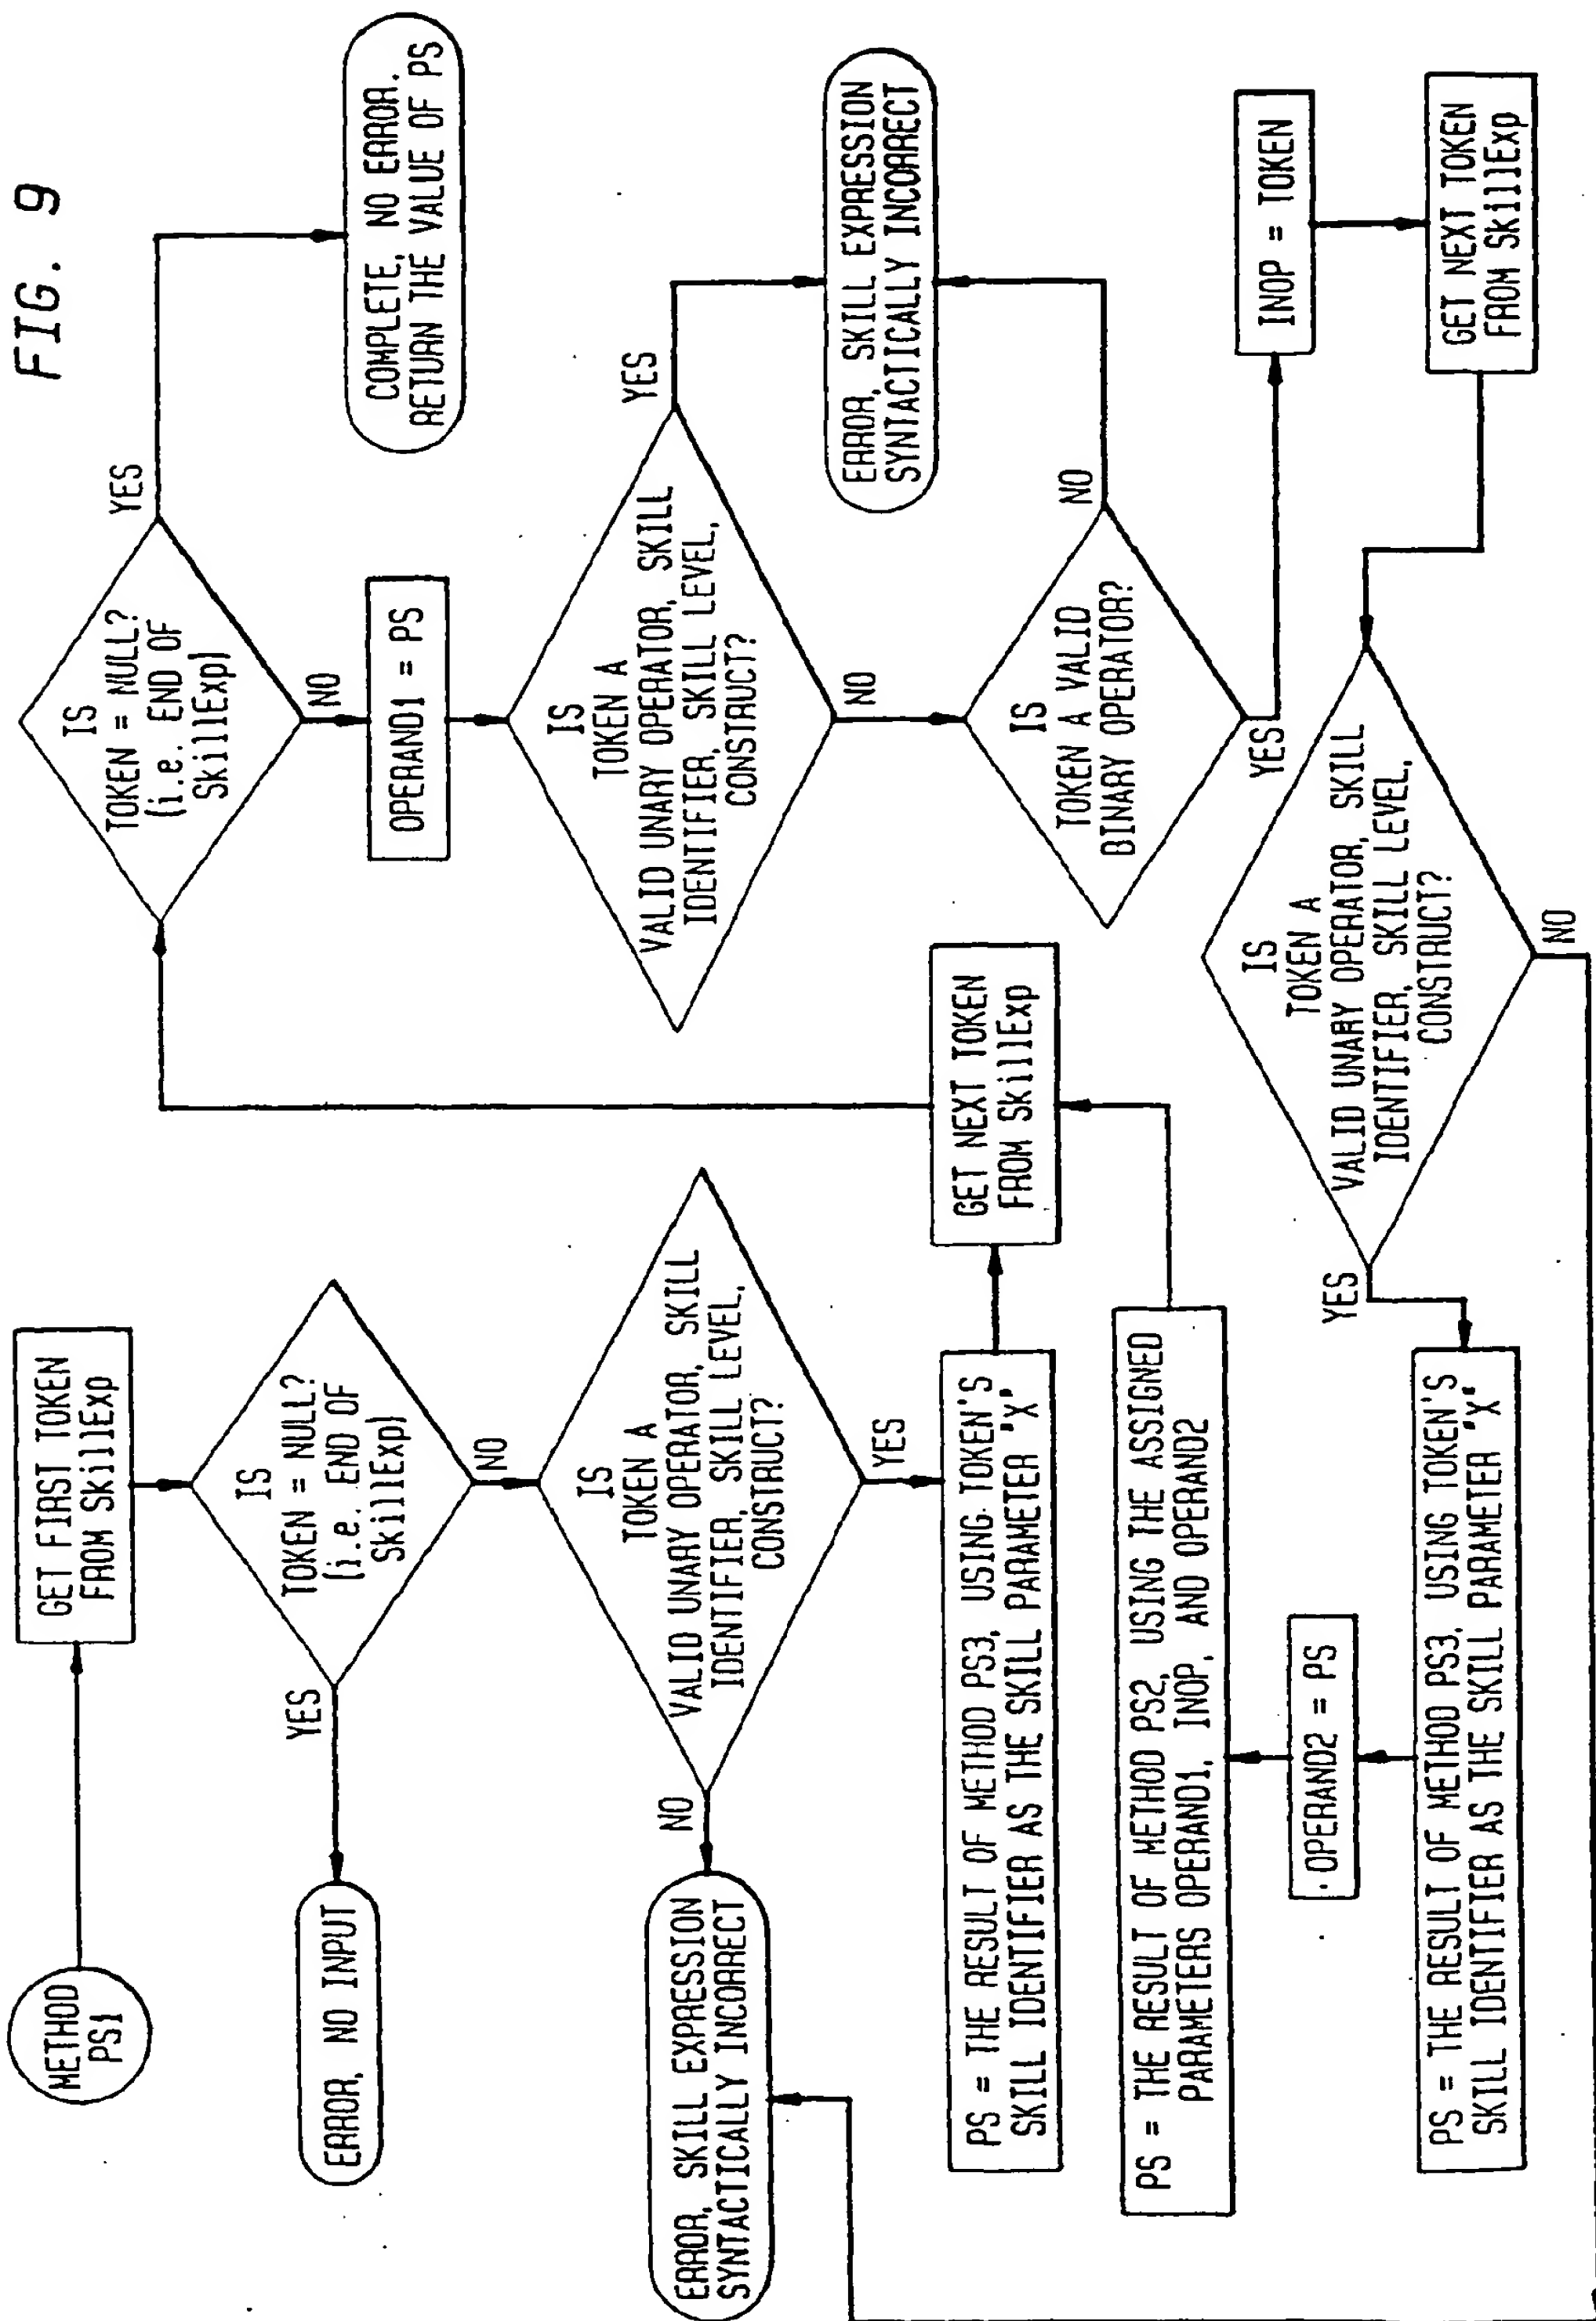 FIG. 9
METHOD
PS1
GET FIRST TOKEN
FROM SkillExp
IS
TOKEN = NULL?
(i.e. END OF
SkillExp)
YES
ERROR, NO INPUT
NO
IS
TOKEN A
VALID UNARY OPERATOR, SKILL
IDENTIFIER, SKILL LEVEL,
CONSTRUCT?
NO
ERROR, SKILL EXPRESSION
SYNTACTICALLY INCORRECT
YES
PS = THE RESULT OF METHOD PS3, USING TOKEN'S
SKILL IDENTIFIER AS THE SKILL PARAMETER "X"
GET NEXT TOKEN
FROM SkillExp
PS = THE RESULT OF METHOD PS2, USING THE ASSIGNED
PARAMETERS OPERAND1, INOP, AND OPERAND2
OPERAND2 = PS
PS = THE RESULT OF METHOD PS3, USING TOKEN'S
SKILL IDENTIFIER AS THE SKILL PARAMETER "X"
IS
TOKEN = NULL?
(i.e. END OF
SkillExp)
YES
COMPLETE, NO ERROR.
RETURN THE VALUE OF PS
NO
OPERAND1 = PS
IS
TOKEN A
VALID UNARY OPERATOR, SKILL
IDENTIFIER, SKILL LEVEL,
CONSTRUCT?
YES
ERROR, SKILL EXPRESSION
SYNTACTICALLY INCORRECT
NO
IS
TOKEN A VALID
BINARY OPERATOR?
NO
YES
INOP = TOKEN
GET NEXT TOKEN
FROM SkillExp
IS
TOKEN A
VALID UNARY OPERATOR, SKILL
IDENTIFIER, SKILL LEVEL,
CONSTRUCT?
YES
NO